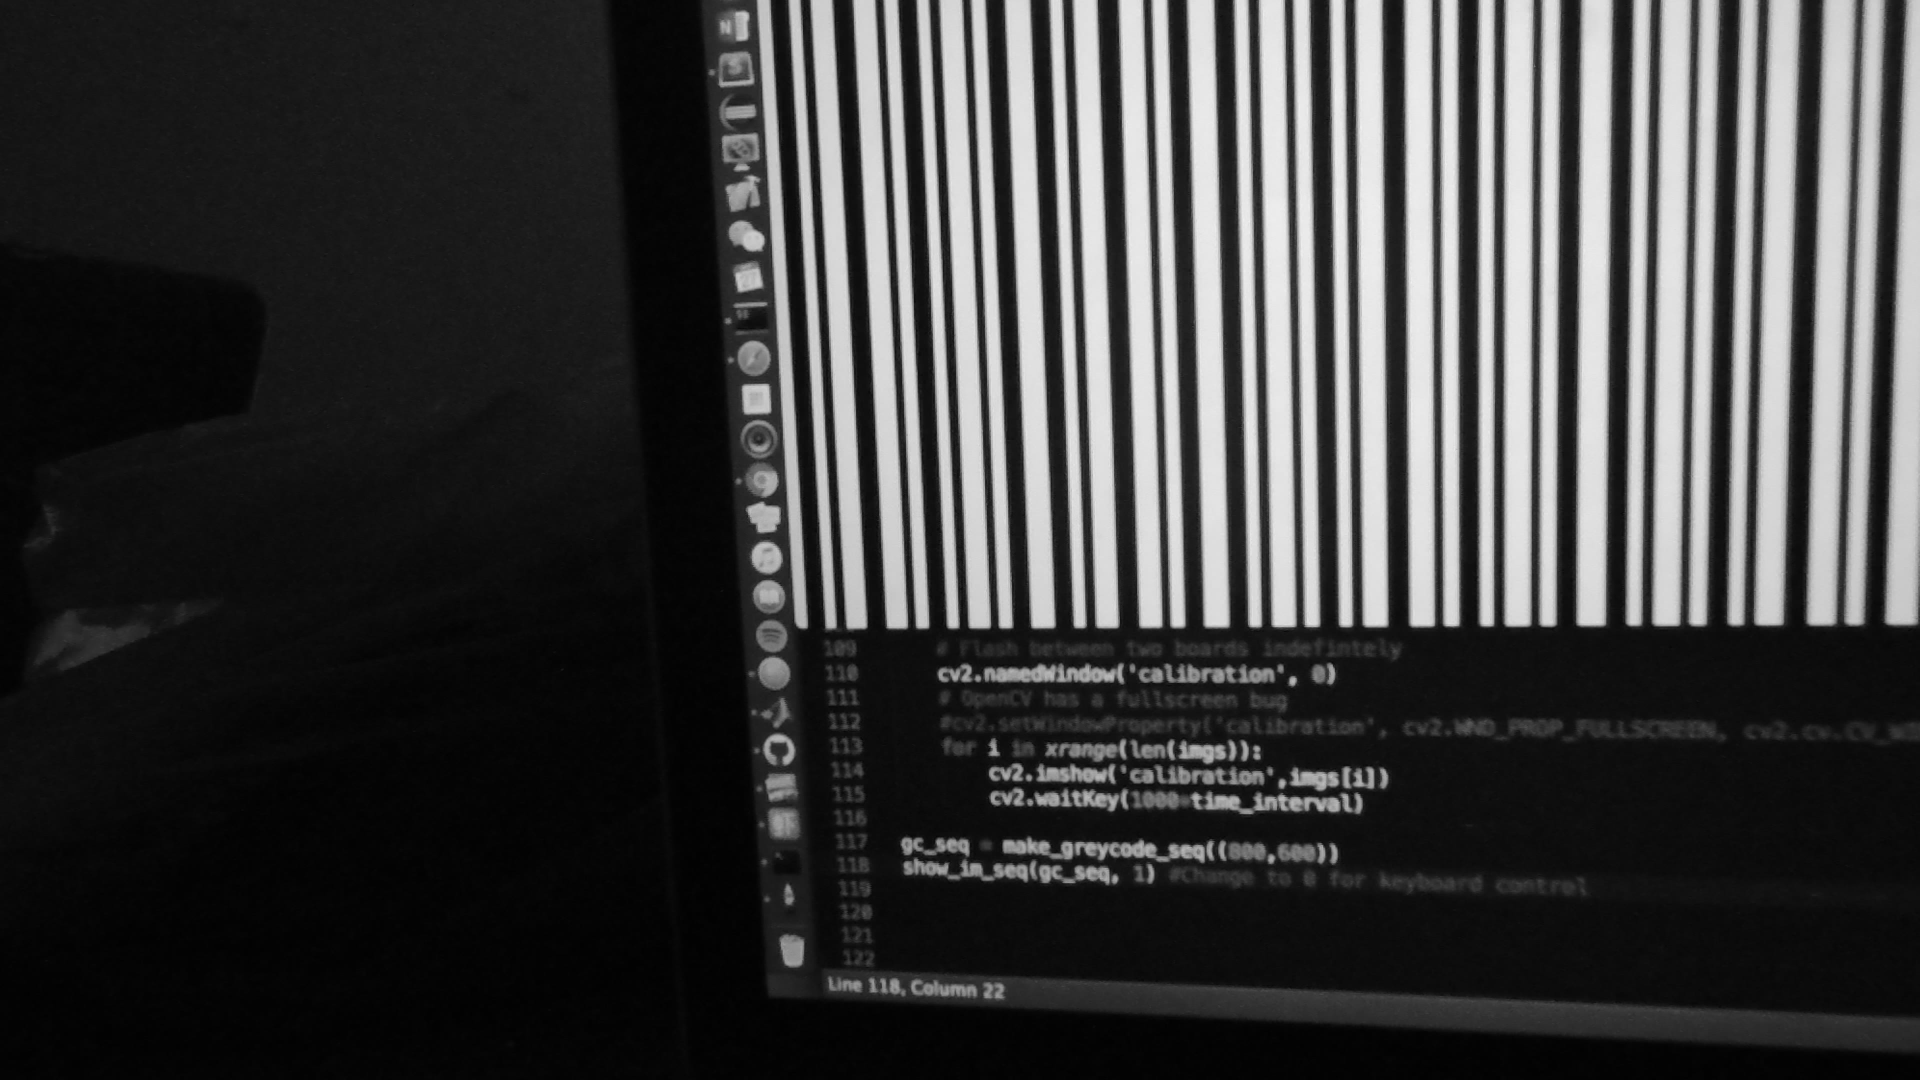 109 # Flash between two boards indefintely
110 cv2.namedWindow('calibration', 0)
111 # OpenCV has a fullscreen bug
112 #cv2.setWindowProperty('calibration', cv2.WND_PROP_FULLSCREEN, cv2.cv.CV_WI
113 for i in xrange(len(imgs)):
114 cv2.imshow('calibration',imgs[i])
115 cv2.waitKey(1000*time_interval)
116
117 gc_seq = make_greycode_seq((800,600))
118 show_im_seq(gc_seq, 1) #Change to 0 for keyboard control
119
120
121
122
Line 118, Column 22